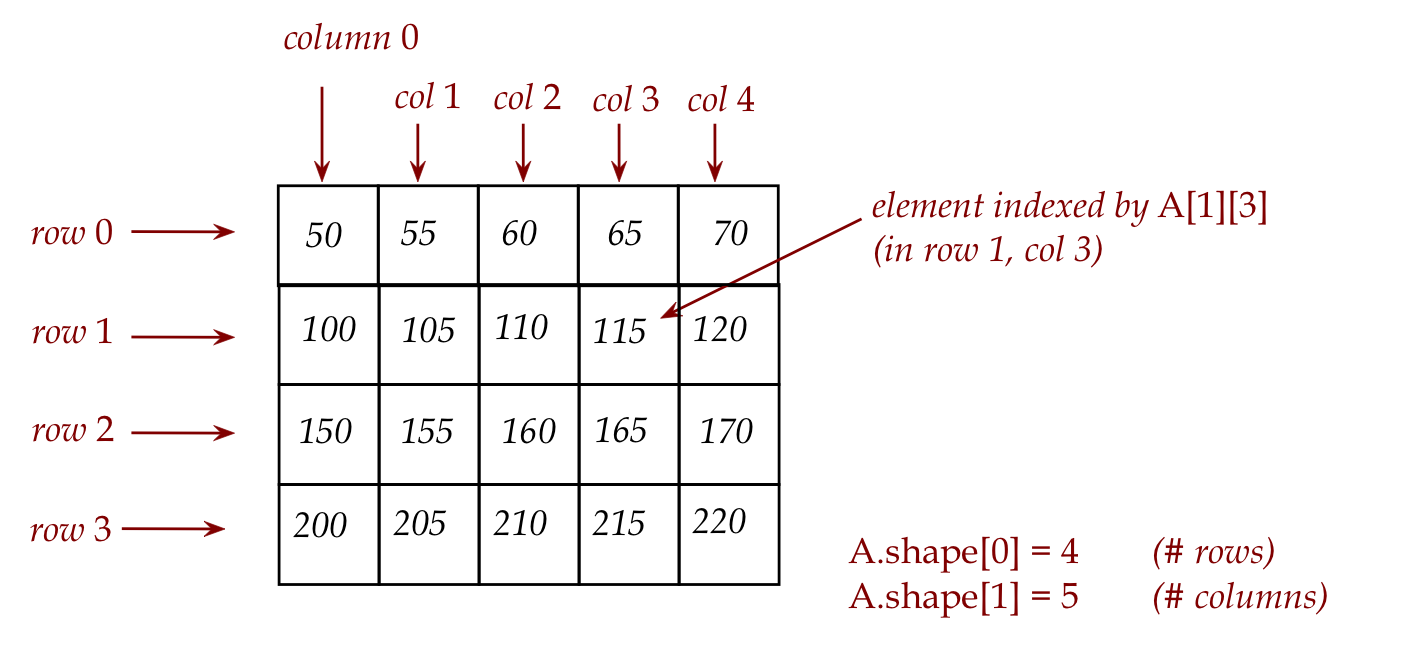 column 0
col 1 col 2 col 3 col 4
row 0 50 55 60 65 70
element indexed by A[1][3]
(in row 1, col 3)
row 1 100 105 110 115 120
row 2 150 155 160 165 170
row 3 200 205 210 215 220
A.shape[0] = 4 (# rows)
A.shape[1] = 5 (# columns)